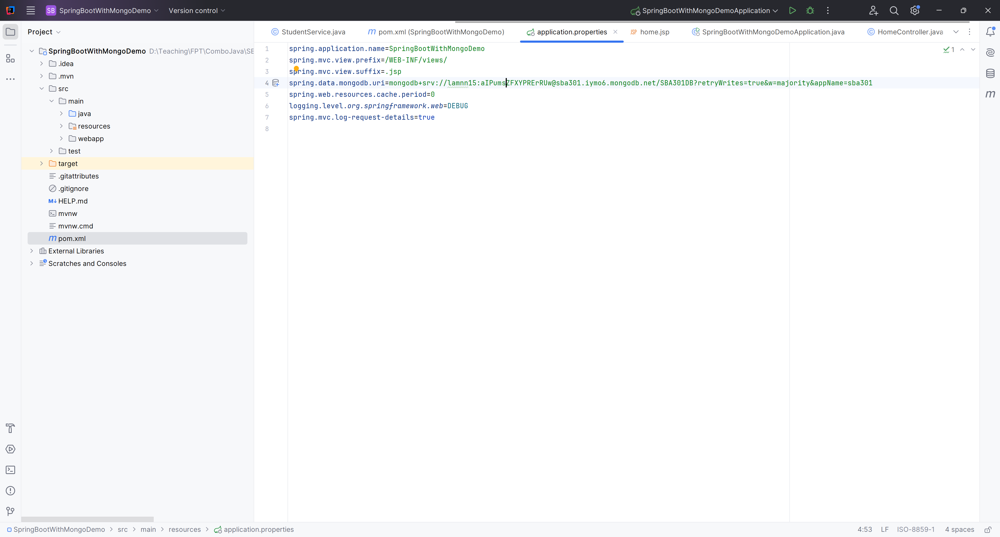 SB SpringBootWithMongoDemo Version control SpringBootWithMongoDemoApplication
Project
StudentService.java pom.xml (SpringBootWithMongoDemo) application.properties JSP home.jsp SpringBootWithMongoDemoApplication.java HomeController.java
SpringBootWithMongoDemo D:\Teaching\FPT\ComboJava\SE
.idea
.mvn
src
main
java
resources
webapp
test
target
.gitattributes
.gitignore
HELP.md
mvnw
mvnw.cmd
pom.xml
External Libraries
Scratches and Consoles
1 spring.application.name=SpringBootWithMongoDemo
2 spring.mvc.view.prefix=/WEB-INF/views/
3 spring.mvc.view.suffix=.jsp
4 spring.data.mongodb.uri=mongodb+srv://lamnn15:aIPumsZFXYPRErRUw@sba301.iymo6.mongodb.net/SBA301DB?retryWrites=true&w=majority&appName=sba301
5 spring.web.resources.cache.period=0
6 logging.level.org.springframework.web=DEBUG
7 spring.mvc.log-request-details=true
8
1
SpringBootWithMongoDemo > src > main > resources > application.properties
4:53 LF ISO-8859-1 4 spaces